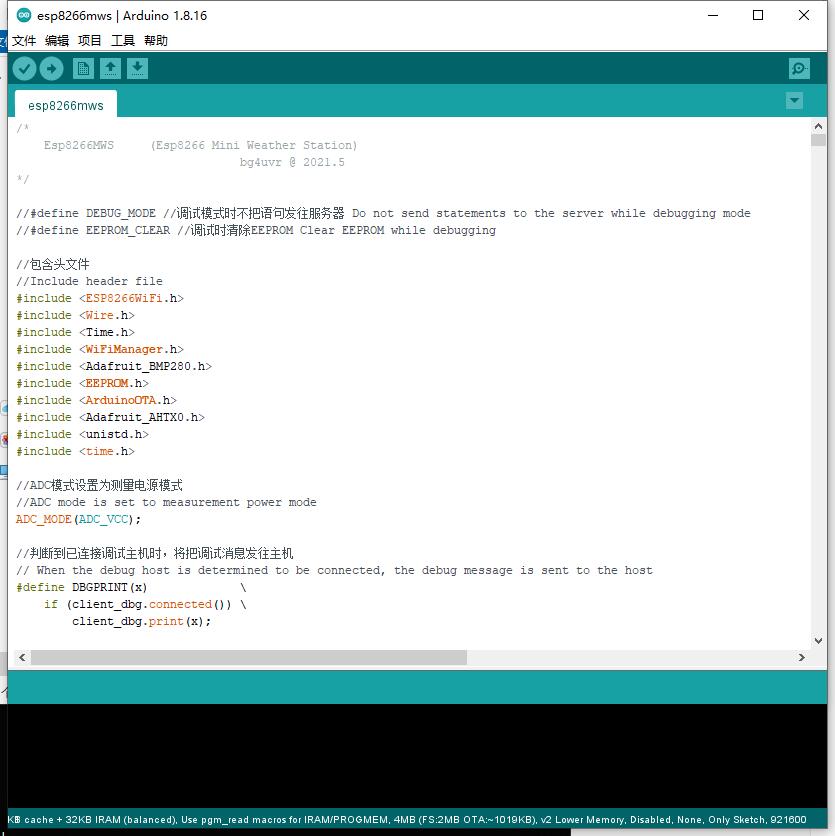 esp8266mws | Arduino 1.8.16
文件 编辑 项目 工具 帮助
esp8266mws
/*
    Esp8266MWS     (Esp8266 Mini Weather Station)
                                bg4uvr @ 2021.5
*/
//#define DEBUG_MODE //调试模式时不把语句发往服务器 Do not send statements to the server while debugging mode
//#define EEPROM_CLEAR //调试时清除EEPROM Clear EEPROM while debugging
//包含头文件
//Include header file
#include <ESP8266WiFi.h>
#include <Wire.h>
#include <Time.h>
#include <WiFiManager.h>
#include <Adafruit_BMP280.h>
#include <EEPROM.h>
#include <ArduinoOTA.h>
#include <Adafruit_AHTX0.h>
#include <unistd.h>
#include <time.h>
//ADC模式设置为测量电源模式
//ADC mode is set to measurement power mode
ADC_MODE(ADC_VCC);
//判断到已连接调试主机时，将把调试消息发往主机
// When the debug host is determined to be connected, the debug message is sent to the host
#define DBGPRINT(x)             \
    if (client_dbg.connected()) \
        client_dbg.print(x);
KB cache + 32KB IRAM (balanced), Use pgm_read macros for IRAM/PROGMEM, 4MB (FS:2MB OTA:~1019KB), v2 Lower Memory, Disabled, None, Only Sketch, 921600